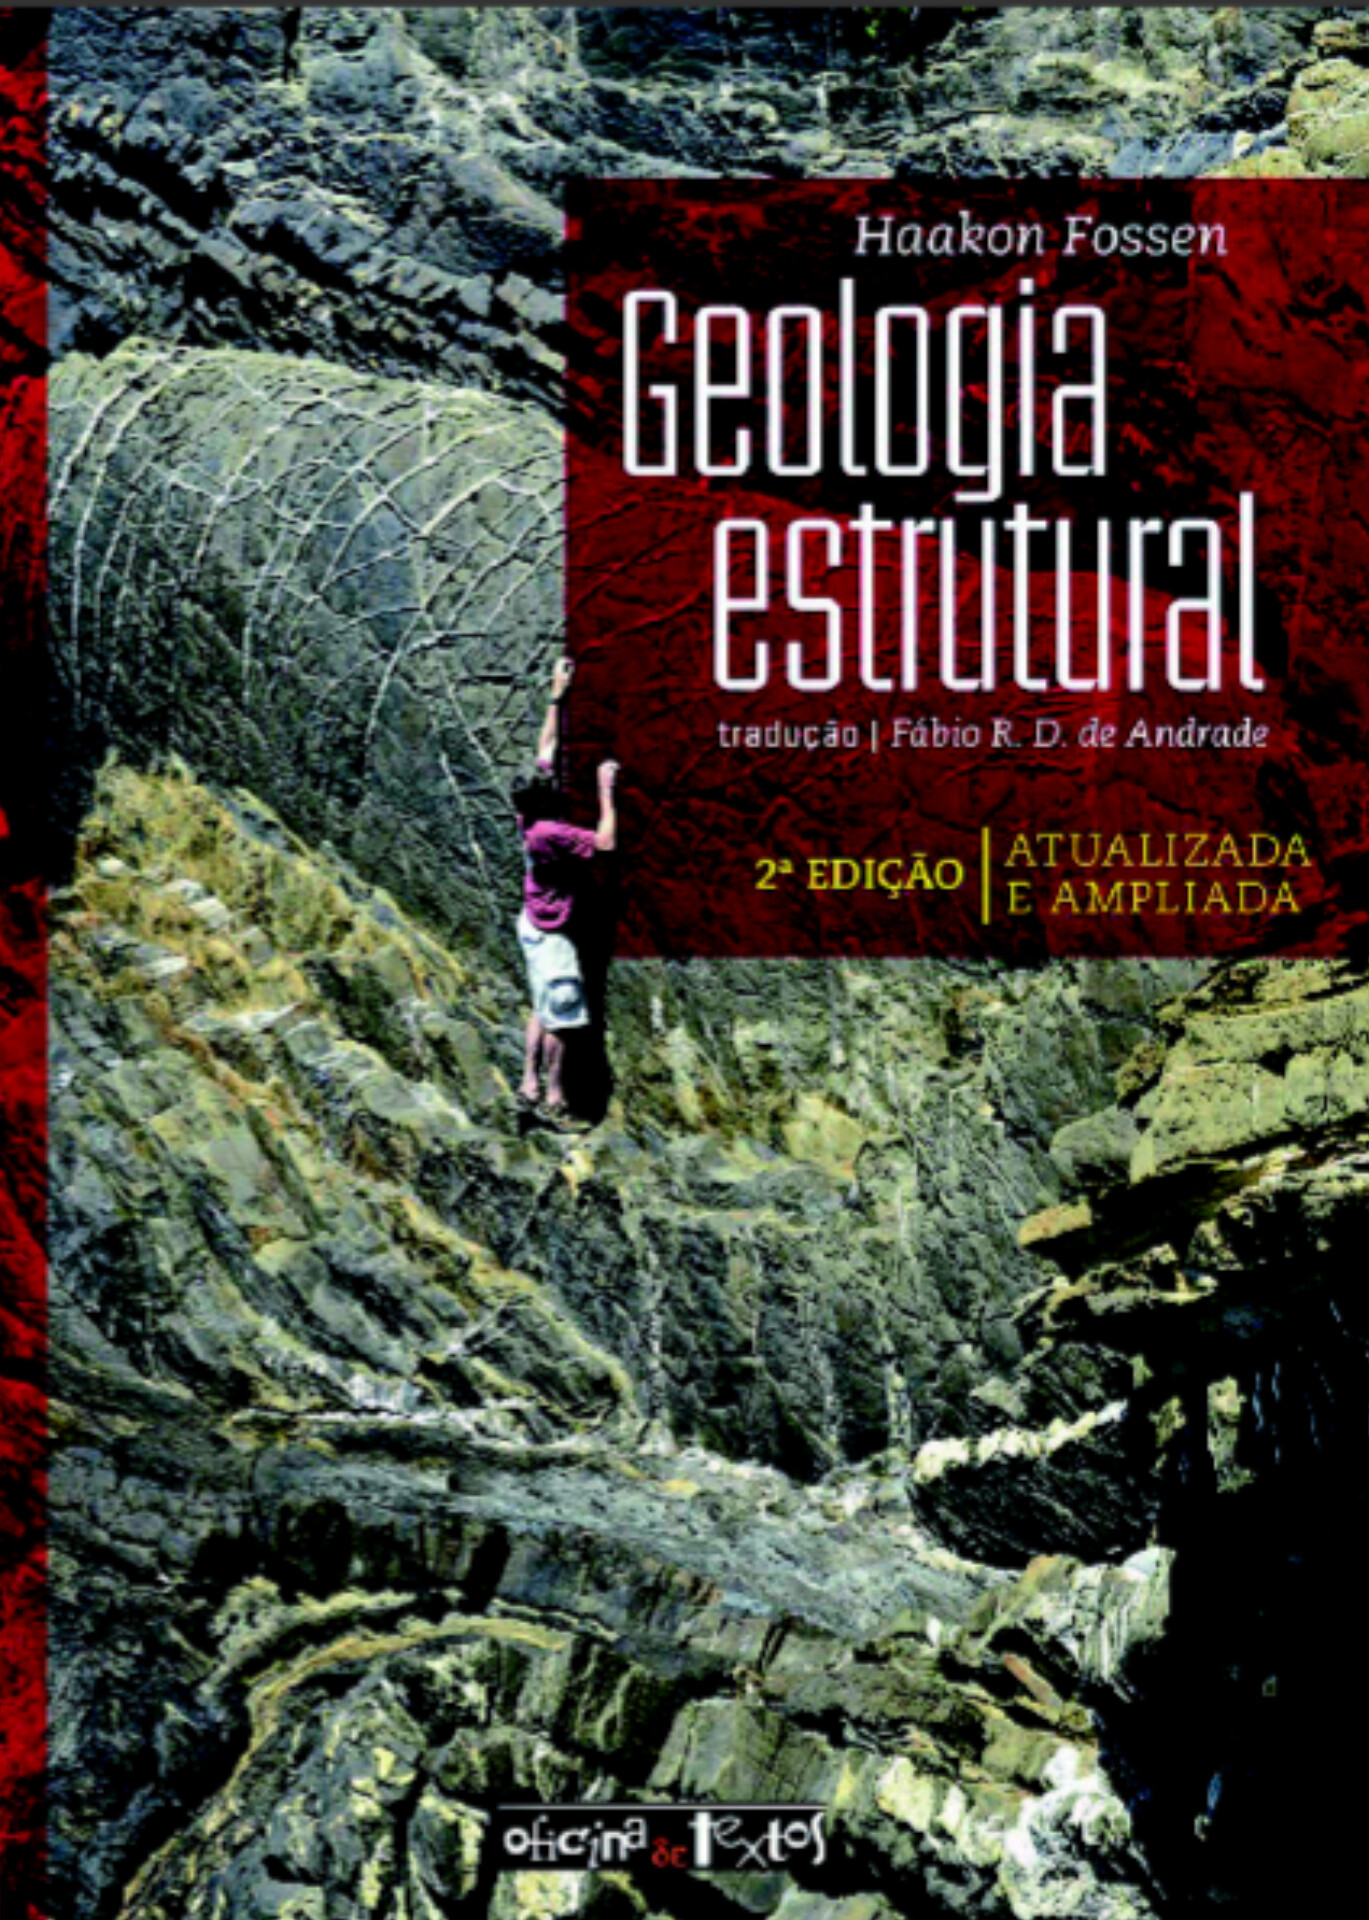 Haakon Fossen
Geologia
estrutural
tradução | Fábio R. D. de Andrade
2ª EDIÇÃO | ATUALIZADA
E AMPLIADA
oficina de textos